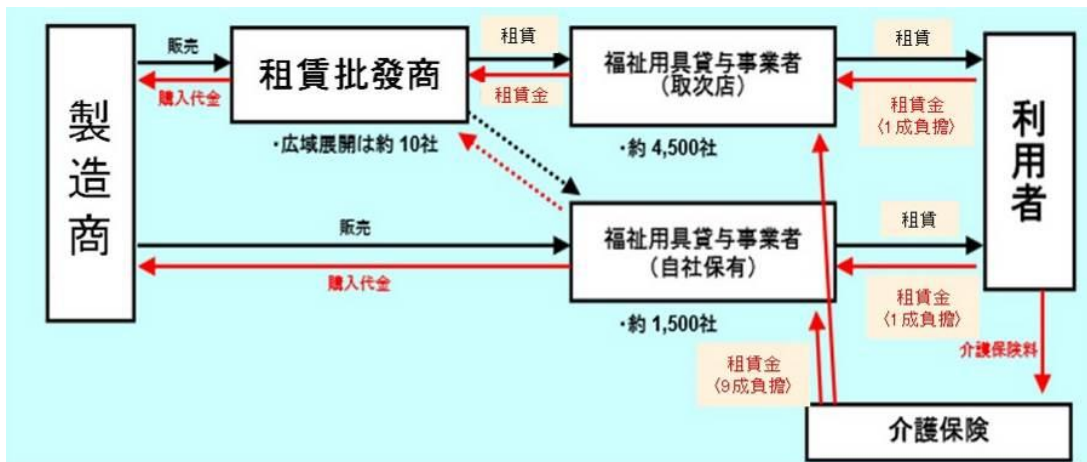 販売
購入代金
租賃批發商
租賃
租賃金
福祉用具貸与事業者
（取次店）
租賃
租賃金
〈1成負擔〉
製造商
・広域展開は約 10社
・約 4,500社
利用者
販売
購入代金
福祉用具貸与事業者
（自社保有）
租賃
租賃金
〈1成負擔〉
・約 1,500社
租賃金
〈9成負擔〉
介護保険料
介護保険